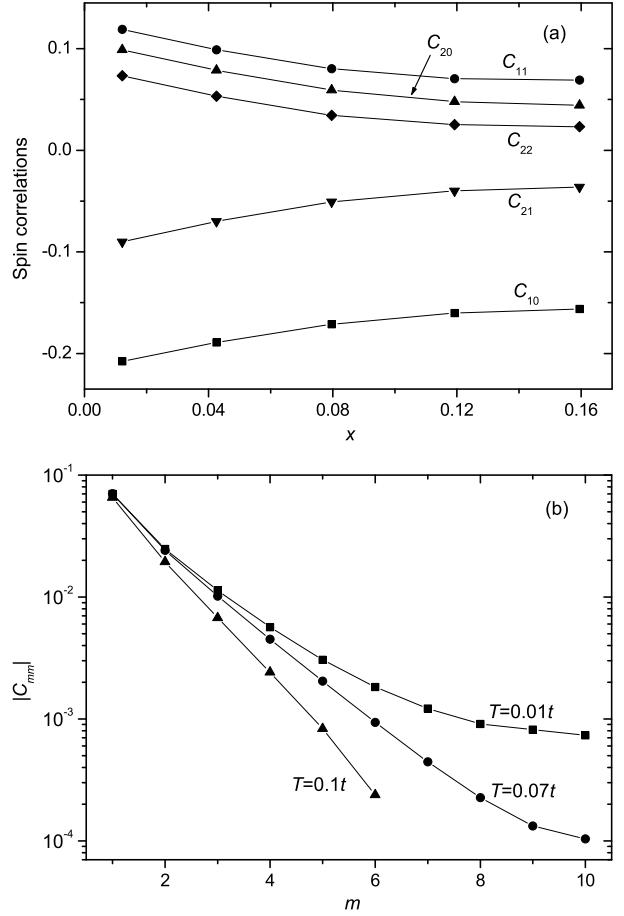 (a)
0.1
0.0
-0.1
-0.2
Spin correlations
C₂₀
C₁₁
C₂₂
C₂₁
C₁₀
0.00 0.04 0.08 0.12 0.16
x
(b)
10⁻¹
10⁻²
10⁻³
10⁻⁴
|Cₘₘ|
T=0.01t
T=0.07t
T=0.1t
2 4 6 8 10
m